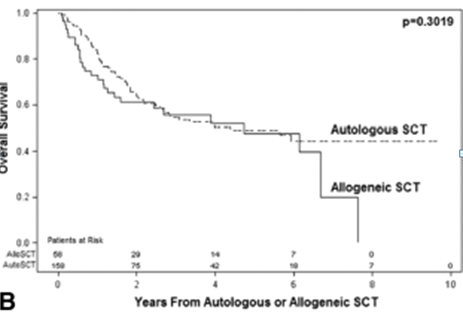 1.0
p=0.3019
0.8
0.6
Overall Survival
Autologous SCT
0.4
Allogeneic SCT
0.2
0.0
Patients at Risk
AlloSCT 58 29 14 7 0
AutoSCT 159 75 42 18 7 0
0 2 4 6 8 10
B
Years From Autologous or Allogeneic SCT